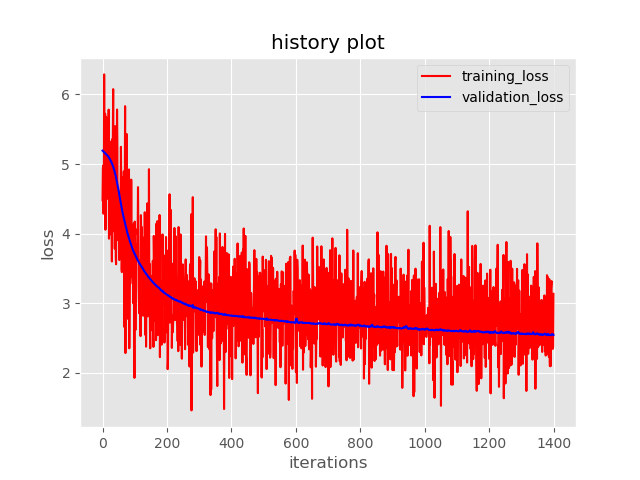 history plot
training_loss
validation_loss
6
5
4
3
2
loss
0 200 400 600 800 1000 1200 1400
iterations